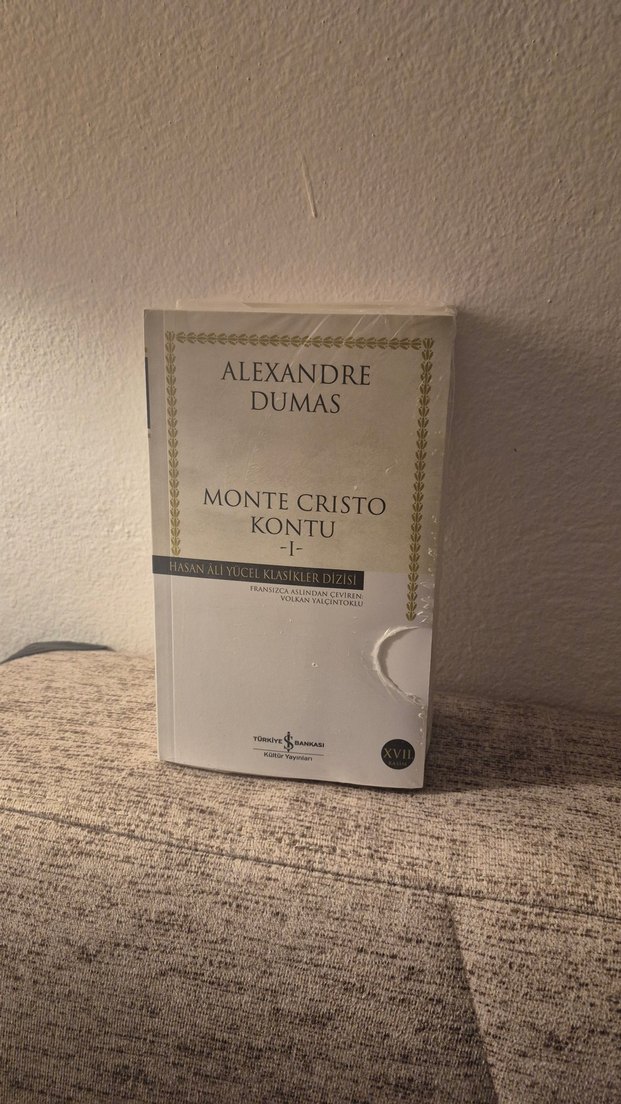 ALEXANDRE
DUMAS
MONTE CRISTO
KONTU
-I-
HASAN ÂLİ YÜCEL KLASİKLER DİZİSİ
FRANSIZCA ASLINDAN ÇEVİREN:
VOLKAN YALÇINTOKLU
TÜRKİYE İŞ BANKASI
Kültür Yayınları
XVII
BASIM